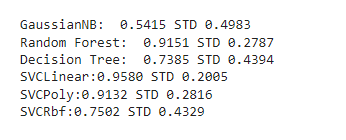 GaussianNB:  0.5415 STD 0.4983
Random Forest:  0.9151 STD 0.2787
Decision Tree:  0.7385 STD 0.4394
SVCLinear:0.9580 STD 0.2005
SVCPoly:0.9132 STD 0.2816
SVCRbf:0.7502 STD 0.4329